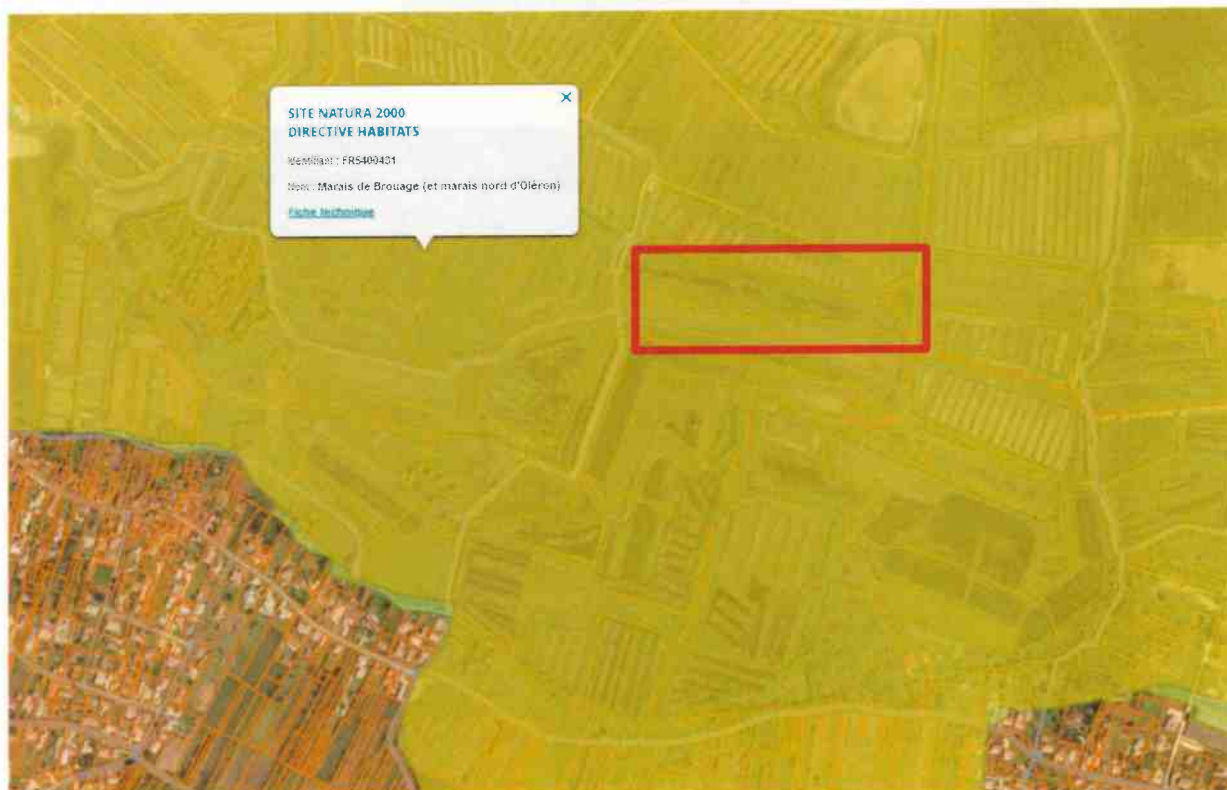 SITE NATURA 2000
DIRECTIVE HABITATS
Identifiant : FR5400431
Nom : Marais de Brouage (et marais nord d'Oléron)
Fiche technique